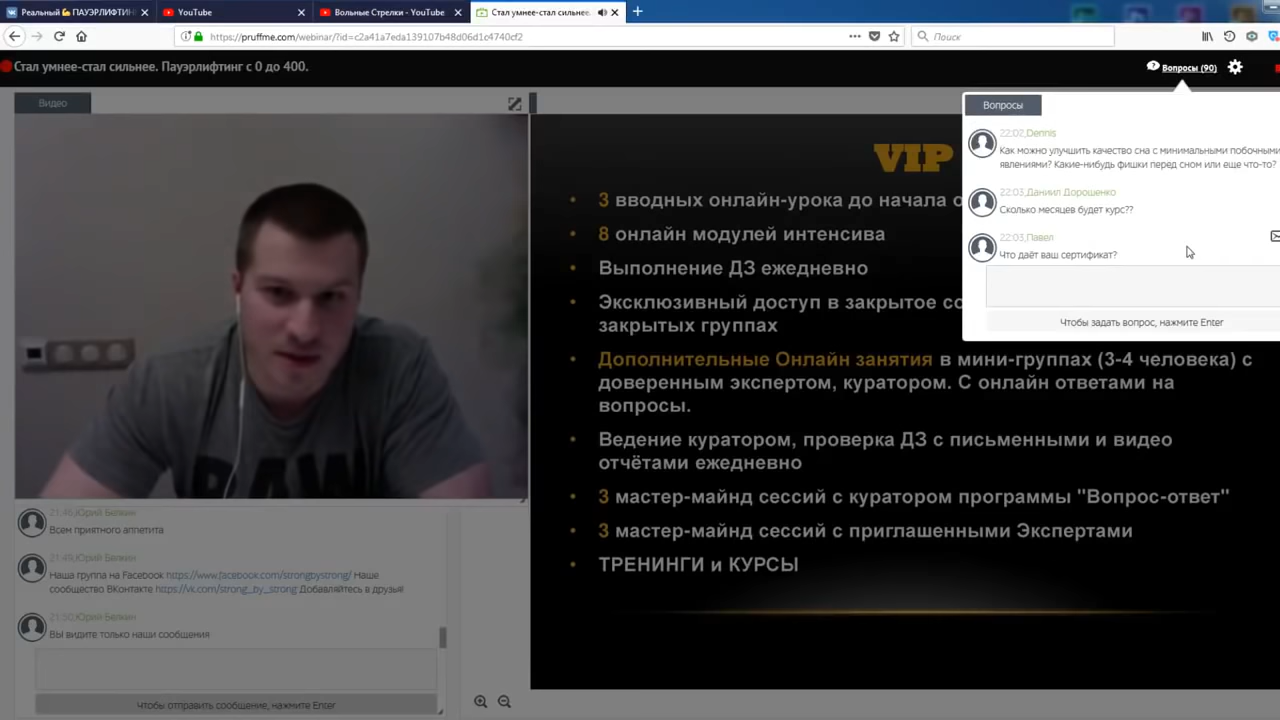 Реальный 💪 ПАУЭРЛИФТИН
YouTube
Вольные Стрелки - YouTube
Стал умнее-стал сильнее.
https://pruffme.com/webinar/?id=c2a41a7eda139107b48d06d1c4740cf2
Поиск
Стал умнее-стал сильнее. Пауэрлифтинг с 0 до 400.
Вопросы (90)
Видео
Вопросы
22:02 Dennis
Как можно улучшить качество сна с минимальными побочными
явлениями? Какие-нибудь фишки перед сном или еще что-то?
22:03 Даниил Дорошенко
Сколько месяцев будет курс??
22:03 Павел
Что даёт ваш сертификат?
Чтобы задать вопрос, нажмите Enter
VIP
• 3 вводных онлайн-урока до начала
• 8 онлайн модулей интенсива
• Выполнение ДЗ ежедневно
• Эксклюзивный доступ в закрытое со
закрытых группах
• Дополнительные Онлайн занятия в мини-группах (3-4 человека) с
доверенным экспертом, куратором. С онлайн ответами на
вопросы.
• Ведение куратором, проверка ДЗ с письменными и видео
отчётами ежедневно
• 3 мастер-майнд сессий с куратором программы "Вопрос-ответ"
• 3 мастер-майнд сессий с приглашенными Экспертами
• ТРЕНИНГИ и КУРСЫ
RAW
Юрий Белкин
Всем приятного аппетита
21:49 Юрий Белкин
Наша группа на Facebook https://www.facebook.com/strongbystrong/ Наше
сообщество ВКонтакте https://vk.com/strong_by_strong Добавляйтесь в друзья!
21:50 Юрий Белкин
ВЫ видите только наши сообщения
Чтобы отправить сообщение, нажмите Enter